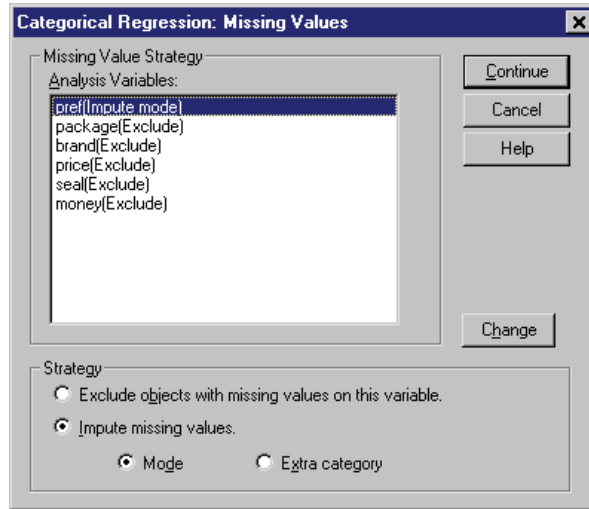 Categorical Regression: Missing Values
Missing Value Strategy
Analysis Variables:
pref(Impute mode)
package(Exclude)
brand(Exclude)
price(Exclude)
seal(Exclude)
money(Exclude)
Continue
Cancel
Help
Change
Strategy
Exclude objects with missing values on this variable.
Impute missing values.
Mode Extra category